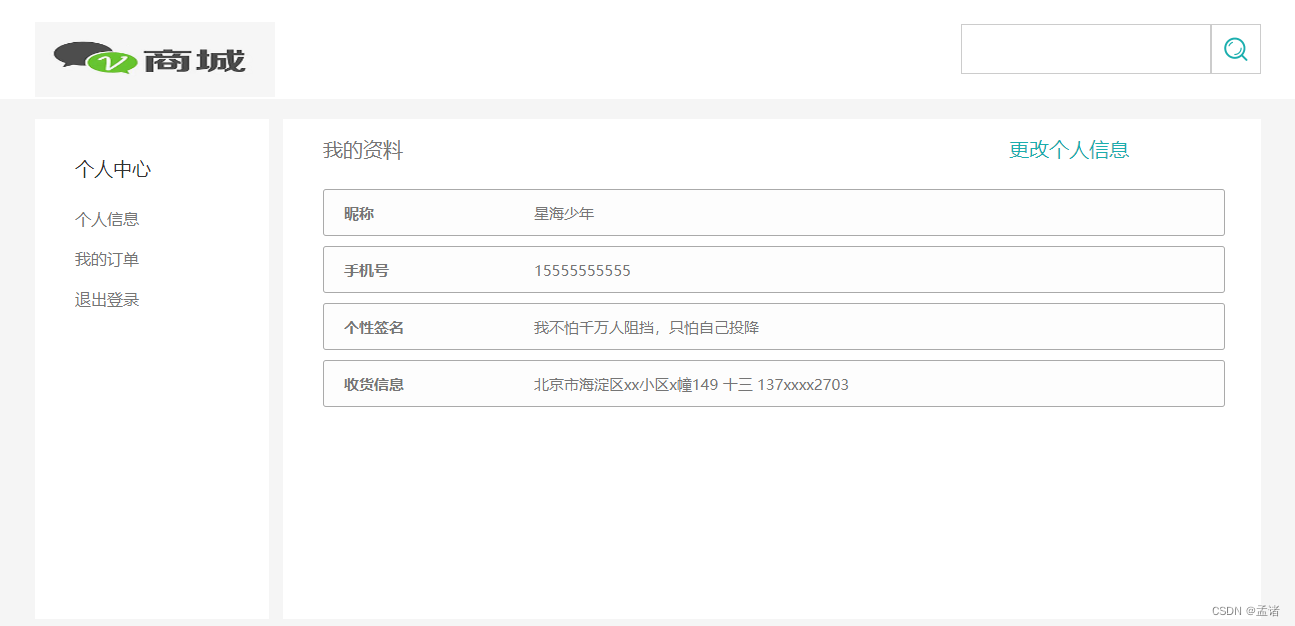 V商城
个人中心
个人信息
我的订单
退出登录
我的资料
更改个人信息
昵称 星海少年
手机号 15555555555
个性签名 我不怕千万人阻挡，只怕自己投降
收货信息 北京市海淀区xx小区x幢149 十三 137xxxx2703
CSDN @孟诸